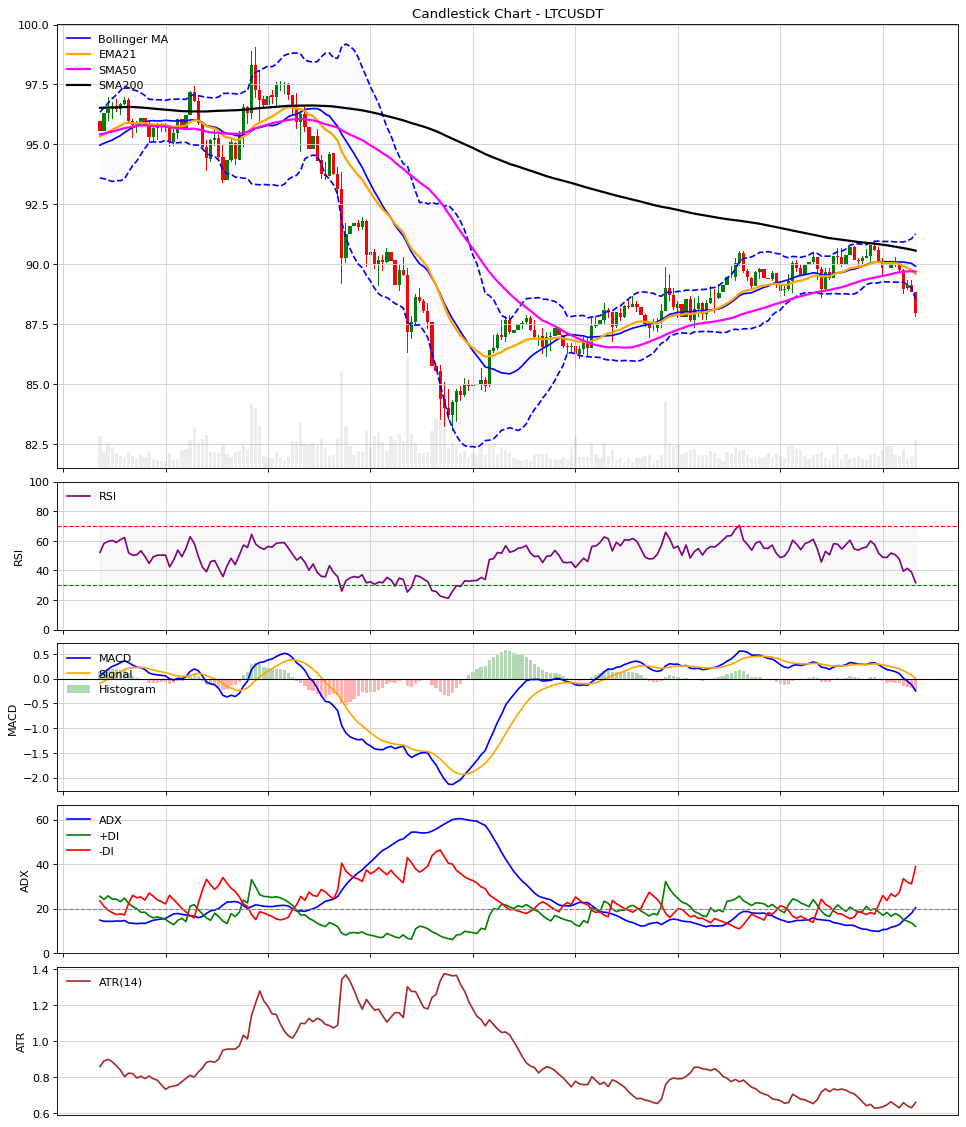 Candlestick Chart - LTCUSDT
100.0
97.5
95.0
92.5
90.0
87.5
85.0
82.5
Bollinger MA
EMA21
SMA50
SMA200
100
80
60
40
20
0
RSI
RSI
0.5
0.0
−0.5
−1.0
−1.5
−2.0
MACD
MACD
Signal
Histogram
60
40
20
0
ADX
ADX
+DI
-DI
1.4
1.2
1.0
0.8
0.6
ATR
ATR(14)